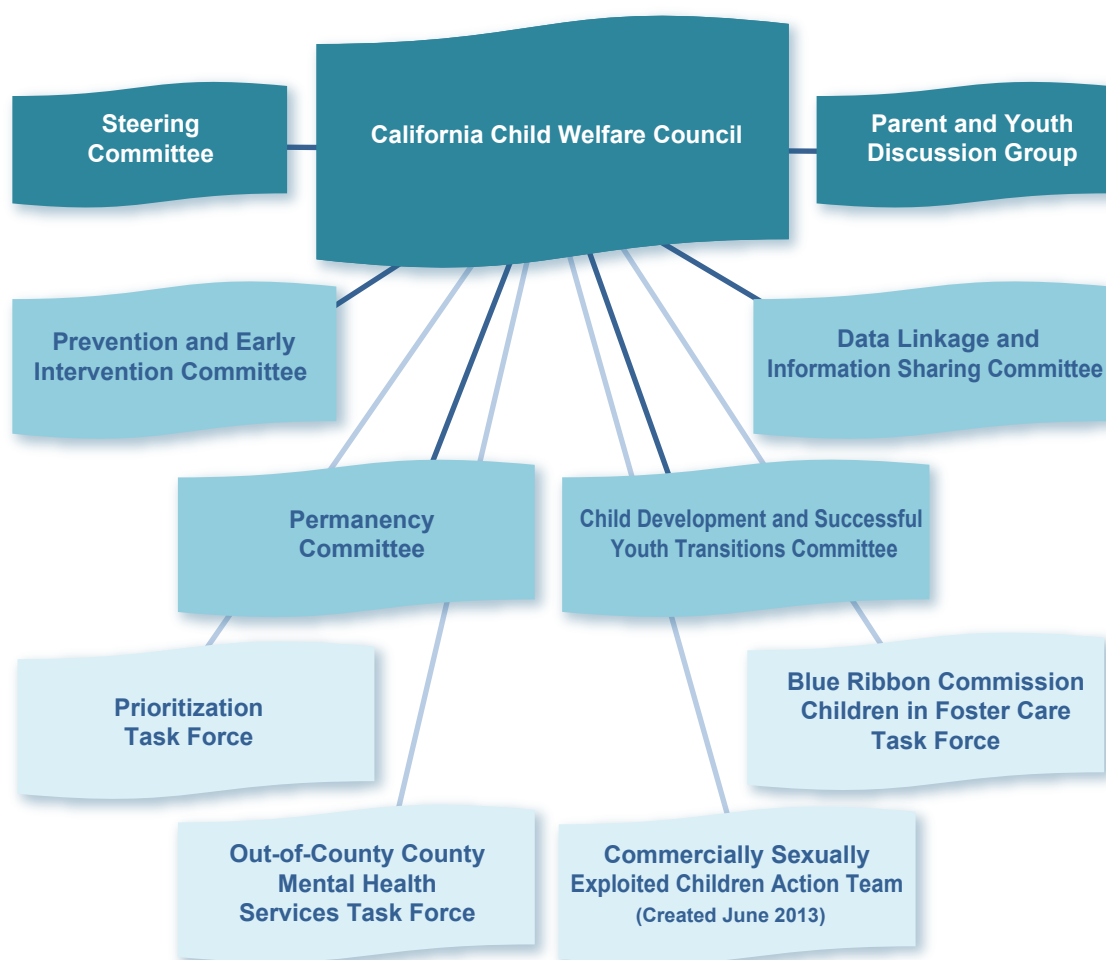 Steering
Committee
California Child Welfare Council
Parent and Youth
Discussion Group
Prevention and Early
Intervention Committee
Data Linkage and
Information Sharing Committee
Permanency
Committee
Child Development and Successful
Youth Transitions Committee
Prioritization
Task Force
Blue Ribbon Commission
Children in Foster Care
Task Force
Out-of-County County
Mental Health
Services Task Force
Commercially Sexually
Exploited Children Action Team
(Created June 2013)